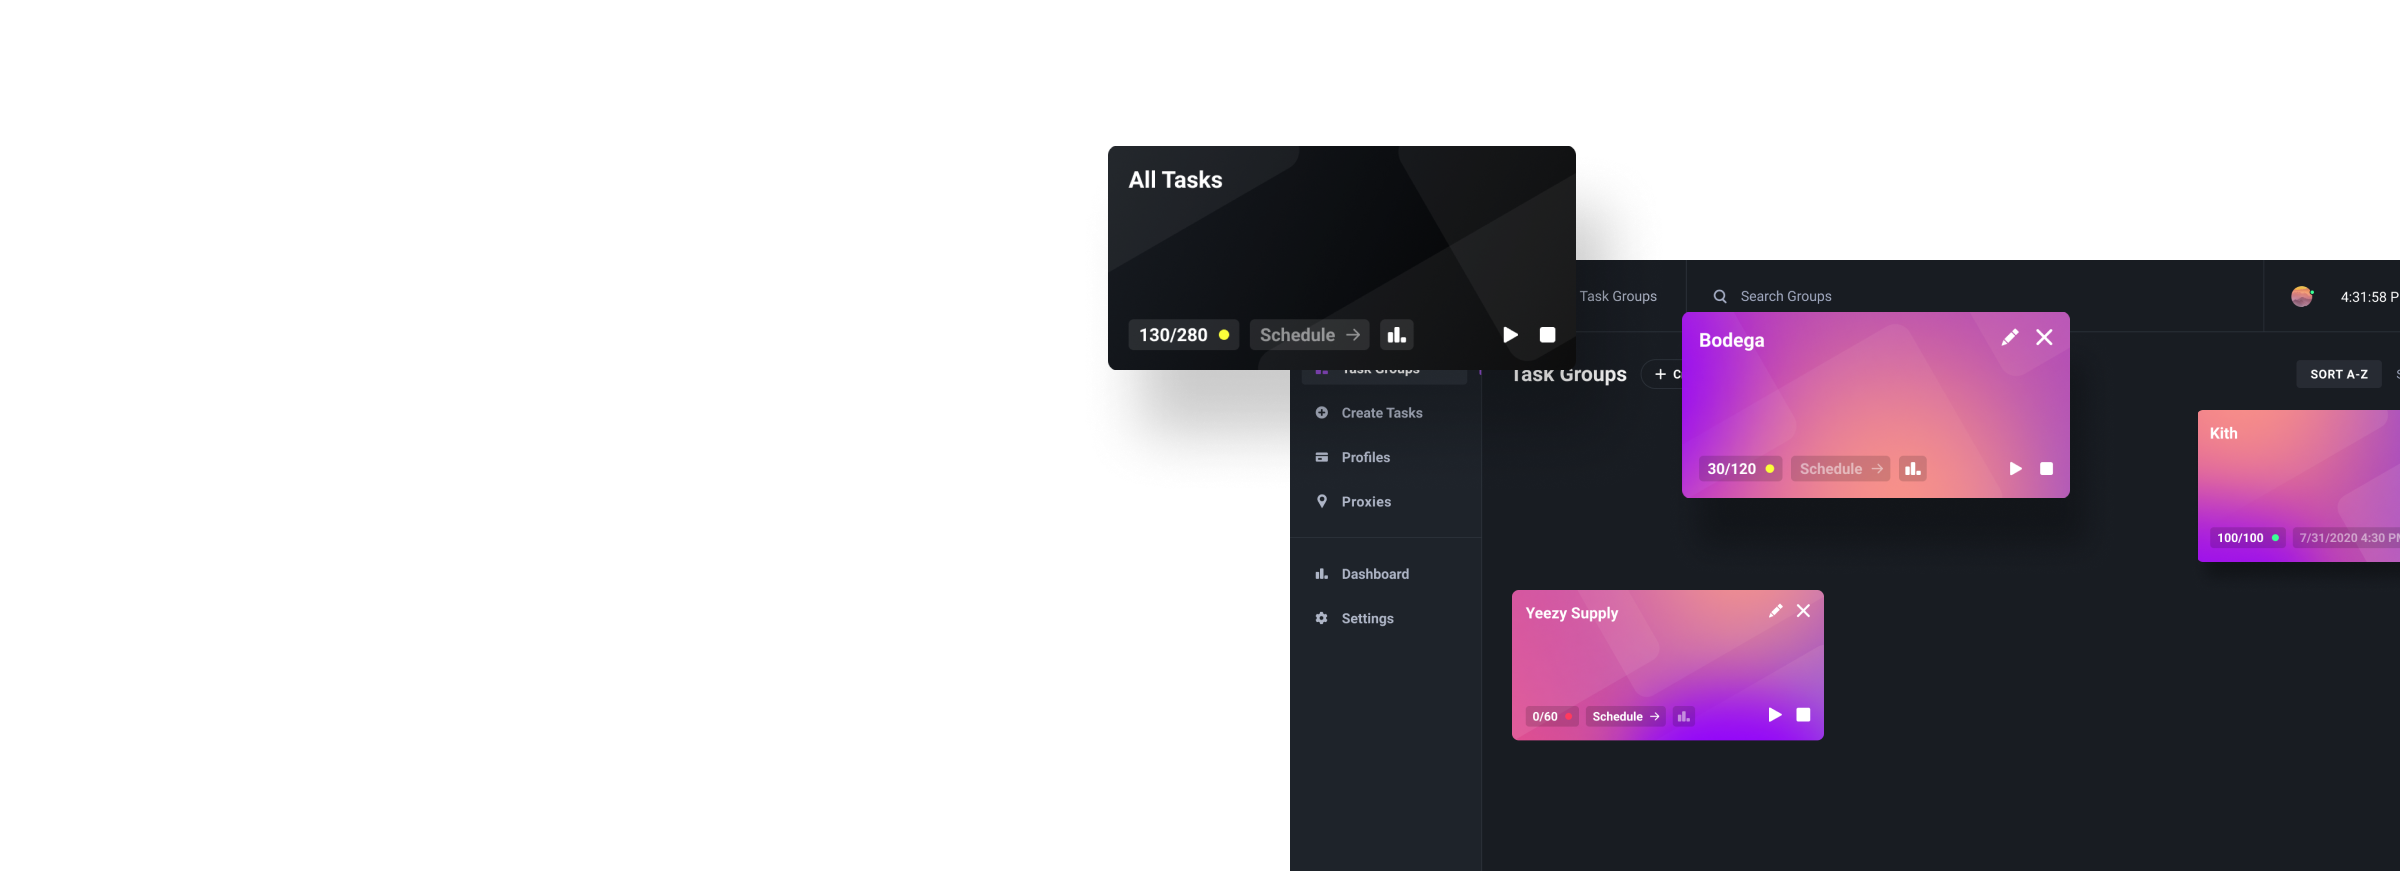 All Tasks
130/280
Schedule
Task Groups
Search Groups
4:31:58 P
Bodega
30/120
Schedule
Task Groups
Task Groups
SORT A-Z
Create Tasks
Profiles
Proxies
Dashboard
Settings
Kith
100/100
7/31/2020 4:30 PM
Yeezy Supply
0/60
Schedule